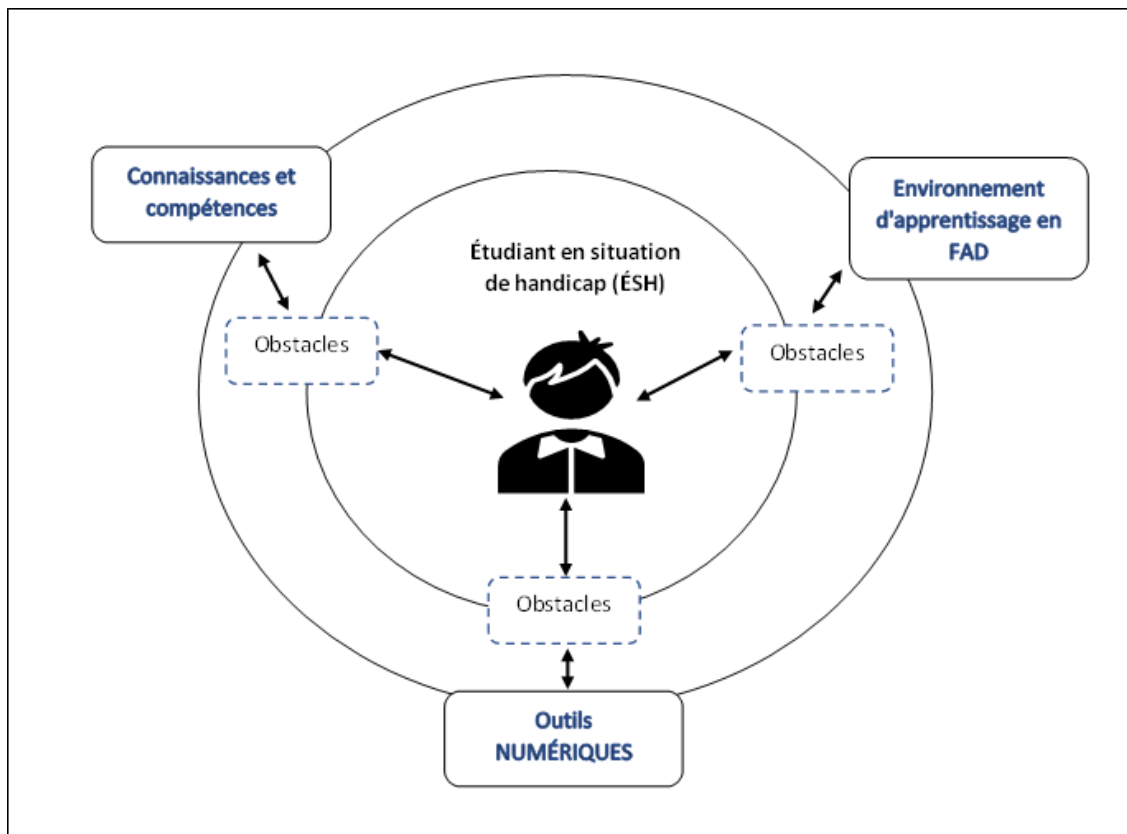 Connaissances et
compétences
Environnement
d'apprentissage en
FAD
Étudiant en situation
de handicap (ÉSH)
Obstacles
Obstacles
Obstacles
Outils
NUMÉRIQUES